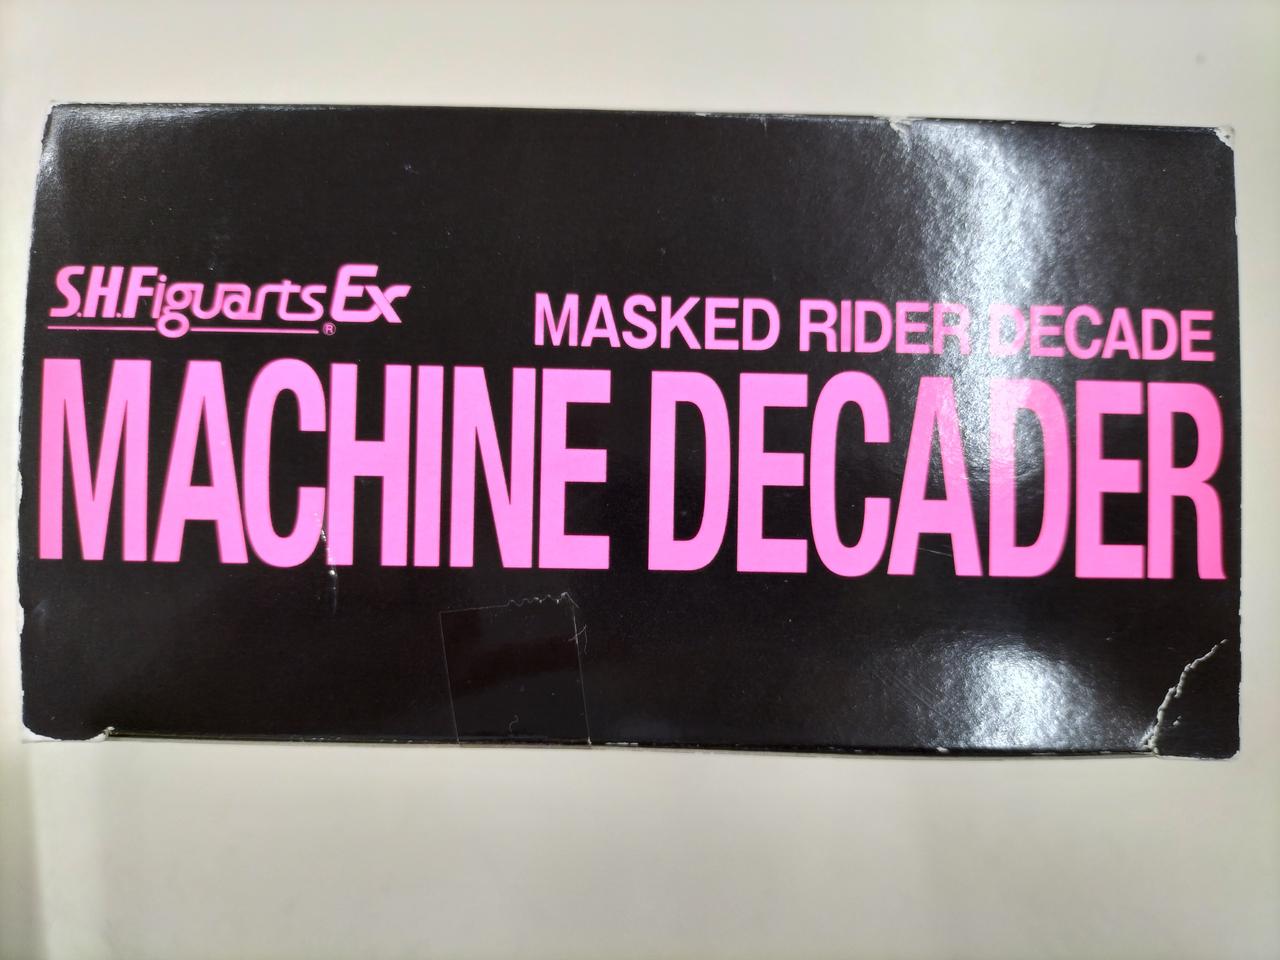 S.H.Figuarts Ex
®
MASKED RIDER DECADE
MACHINE DECADER